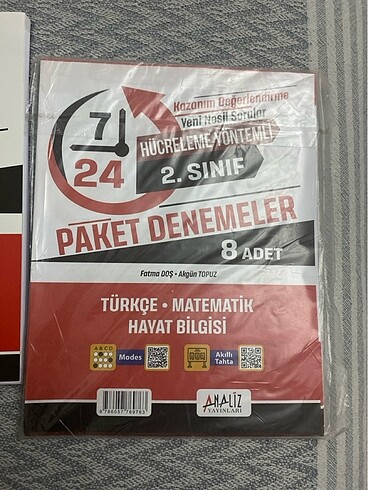 7
24
Kazanım Değerlendirme
Yeni Nesil Sorular
HÜCRELEME YÖNTEMLİ
2. SINIF
PAKET DENEMELER
8 ADET
Fatma DOŞ • Akgün TOPUZ
TÜRKÇE • MATEMATİK
HAYAT BİLGİSİ
A B C D
Modes
Akıllı
Tahta
ANALİZ
YAYINLARI